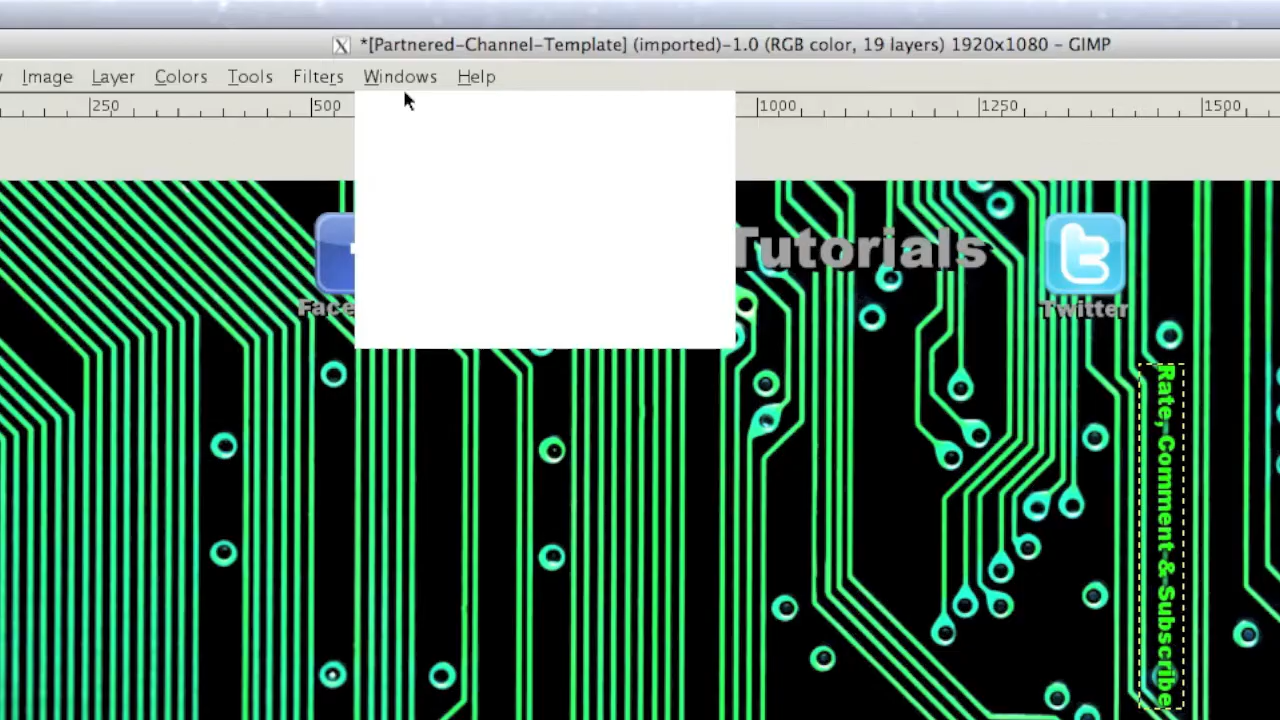 *[Partnered-Channel-Template] (imported)-1.0 (RGB color, 19 layers) 1920x1080 – GIMP
Image Layer Colors Tools Filters Windows Help
250 500 1000 1250 1500
Tutorials
Face
Twitter
Rate, Comment & Subscribe